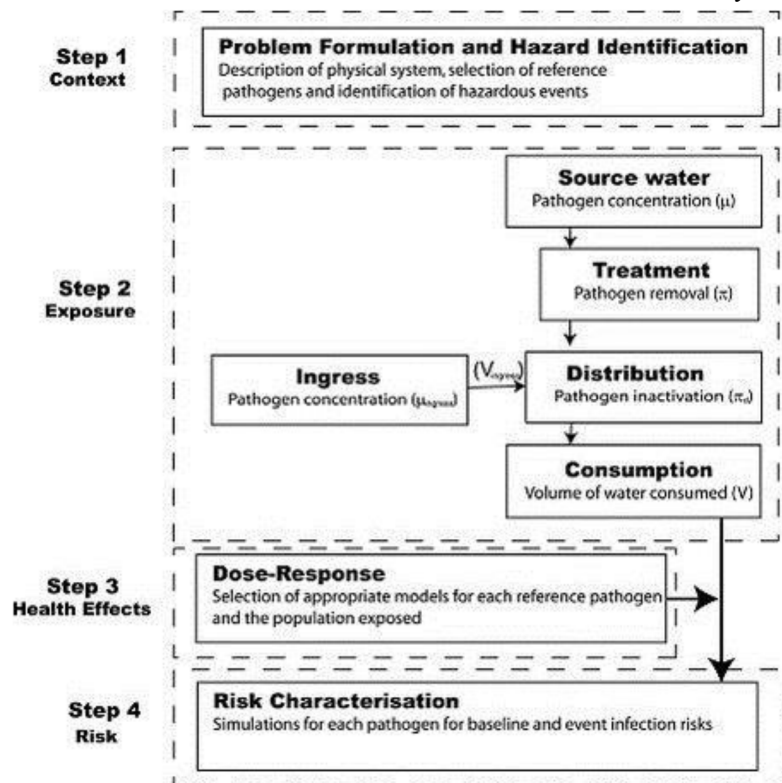 Step 1
Context
Problem Formulation and Hazard Identification
Description of physical system, selection of reference
pathogens and identification of hazardous events
Step 2
Exposure
Source water
Pathogen concentration (μ)
Treatment
Pathogen removal (π)
Ingress
Pathogen concentration (μingress)
(Vingress)
Distribution
Pathogen inactivation (πd)
Consumption
Volume of water consumed (V)
Step 3
Health Effects
Dose-Response
Selection of appropriate models for each reference pathogen
and the population exposed
Step 4
Risk
Risk Characterisation
Simulations for each pathogen for baseline and event infection risks